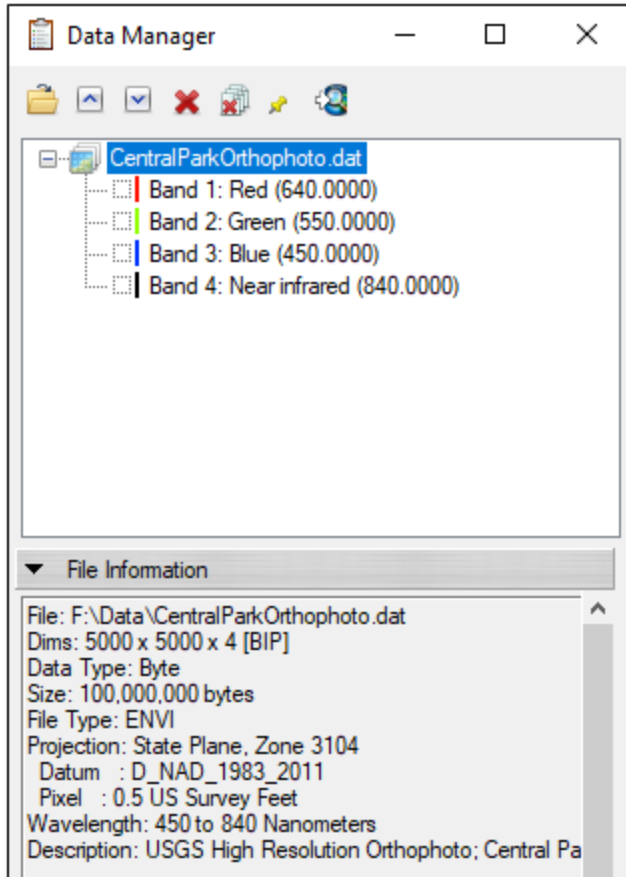 Data Manager
CentralParkOrthophoto.dat
Band 1: Red (640.0000)
Band 2: Green (550.0000)
Band 3: Blue (450.0000)
Band 4: Near infrared (840.0000)
File Information
File: F:\Data\CentralParkOrthophoto.dat
Dims: 5000 x 5000 x 4 [BIP]
Data Type: Byte
Size: 100,000,000 bytes
File Type: ENVI
Projection: State Plane, Zone 3104
Datum : D_NAD_1983_2011
Pixel : 0.5 US Survey Feet
Wavelength: 450 to 840 Nanometers
Description: USGS High Resolution Orthophoto; Central Pa